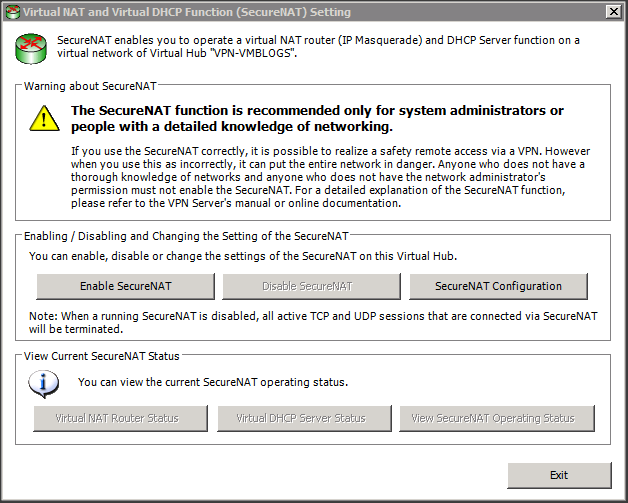 Virtual NAT and Virtual DHCP Function (SecureNAT) Setting
SecureNAT enables you to operate a virtual NAT router (IP Masquerade) and DHCP Server function on a
virtual network of Virtual Hub "VPN-VMBLOGS".
Warning about SecureNAT
The SecureNAT function is recommended only for system administrators or
people with a detailed knowledge of networking.
If you use the SecureNAT correctly, it is possible to realize a safety remote access via a VPN. However
when you use this as incorrectly, it can put the entire network in danger. Anyone who does not have a
thorough knowledge of networks and anyone who does not have the network administrator's
permission must not enable the SecureNAT. For a detailed explanation of the SecureNAT function,
please refer to the VPN Server's manual or online documentation.
Enabling / Disabling and Changing the Setting of the SecureNAT
You can enable, disable or change the settings of the SecureNAT on this Virtual Hub.
Enable SecureNAT
Disable SecureNAT
SecureNAT Configuration
Note: When a running SecureNAT is disabled, all active TCP and UDP sessions that are connected via SecureNAT
will be terminated.
View Current SecureNAT Status
You can view the current SecureNAT operating status.
Virtual NAT Router Status
Virtual DHCP Server Status
View SecureNAT Operating Status
Exit